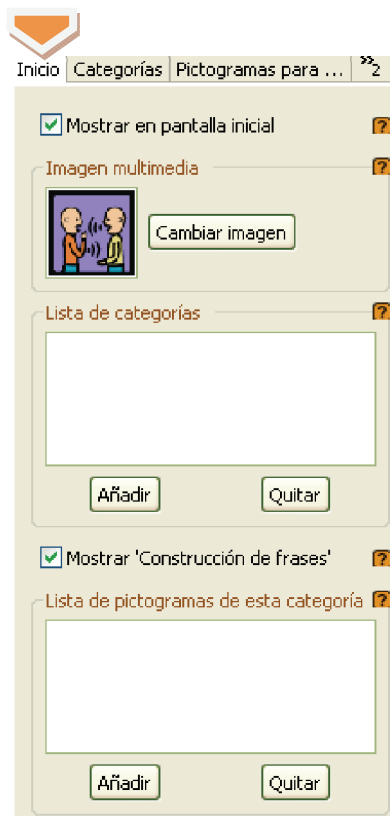 Inicio Categorías Pictogramas para ... »2
Mostrar en pantalla inicial ?
Imagen multimedia ?
Cambiar imagen
Lista de categorías ?
Añadir Quitar
Mostrar 'Construcción de frases' ?
Lista de pictogramas de esta categoría ?
Añadir Quitar